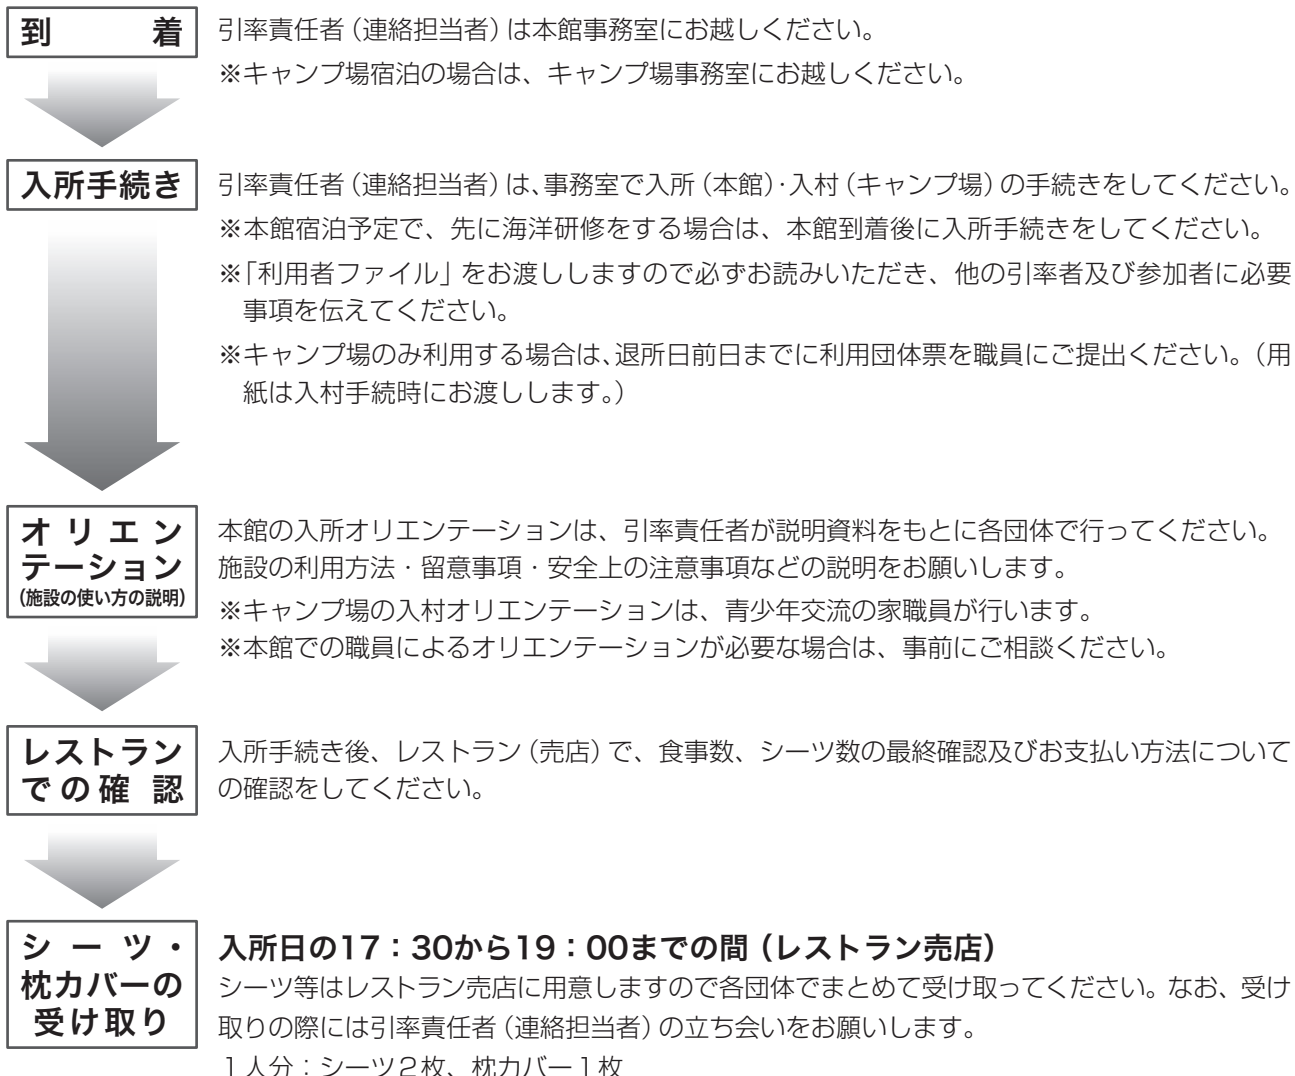 到着
引率責任者(連絡担当者)は本館事務室にお越しください。
※キャンプ場宿泊の場合は、キャンプ場事務室にお越しください。
入所手続き
引率責任者(連絡担当者)は、事務室で入所(本館)・入村(キャンプ場)の手続きをしてください。
※本館宿泊予定で、先に海洋研修をする場合は、本館到着後に入所手続きをしてください。
※「利用者ファイル」をお渡ししますので必ずお読みいただき、他の引率者及び参加者に必要
事項を伝えてください。
※キャンプ場のみ利用する場合は、退所日前日までに利用団体票を職員にご提出ください。(用
紙は入村手続時にお渡しします。)
オリエン
テーション
(施設の使い方の説明)
本館の入所オリエンテーションは、引率責任者が説明資料をもとに各団体で行ってください。
施設の利用方法・留意事項・安全上の注意事項などの説明をお願いします。
※キャンプ場の入村オリエンテーションは、青少年交流の家職員が行います。
※本館での職員によるオリエンテーションが必要な場合は、事前にご相談ください。
レストラン
での確認
入所手続き後、レストラン(売店)で、食事数、シーツ数の最終確認及びお支払い方法について
の確認をしてください。
シーツ・
枕カバーの
受け取り
入所日の17:30から19:00までの間(レストラン売店)
シーツ等はレストラン売店に用意しますので各団体でまとめて受け取ってください。なお、受け
取りの際には引率責任者(連絡担当者)の立ち会いをお願いします。
1人分:シーツ2枚、枕カバー1枚